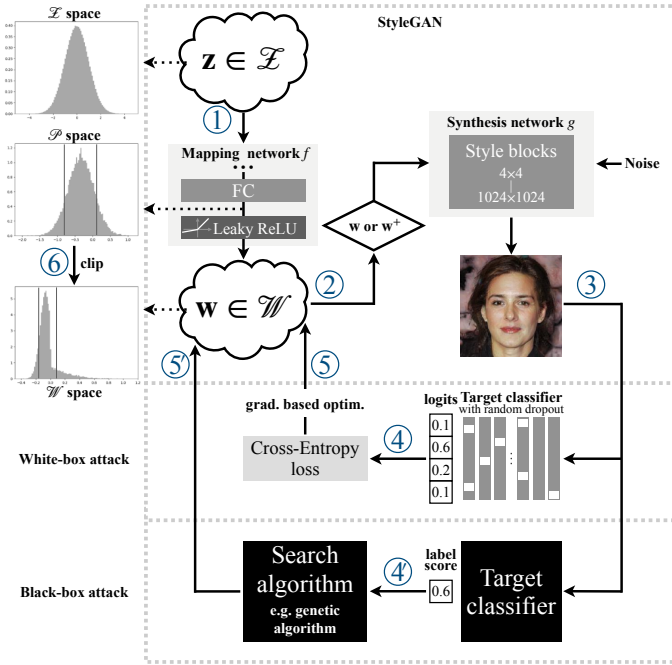 𝒵 space
StyleGAN
z ∈ 𝒵
①
𝒫 space
Mapping network f
...
FC
Leaky ReLU
Synthesis network g
Style blocks
4×4
1024×1024
Noise
w or w⁺
⑥ clip
w ∈ 𝒲
②
③
𝒲 space
⑤′
⑤
grad. based optim.
Cross-Entropy
loss
④
logits
0.1
0.6
0.2
0.1
Target classifier
with random dropout
White-box attack
Black-box attack
Search
algorithm
e.g. genetic
algorithm
④′
label
score
0.6
Target
classifier